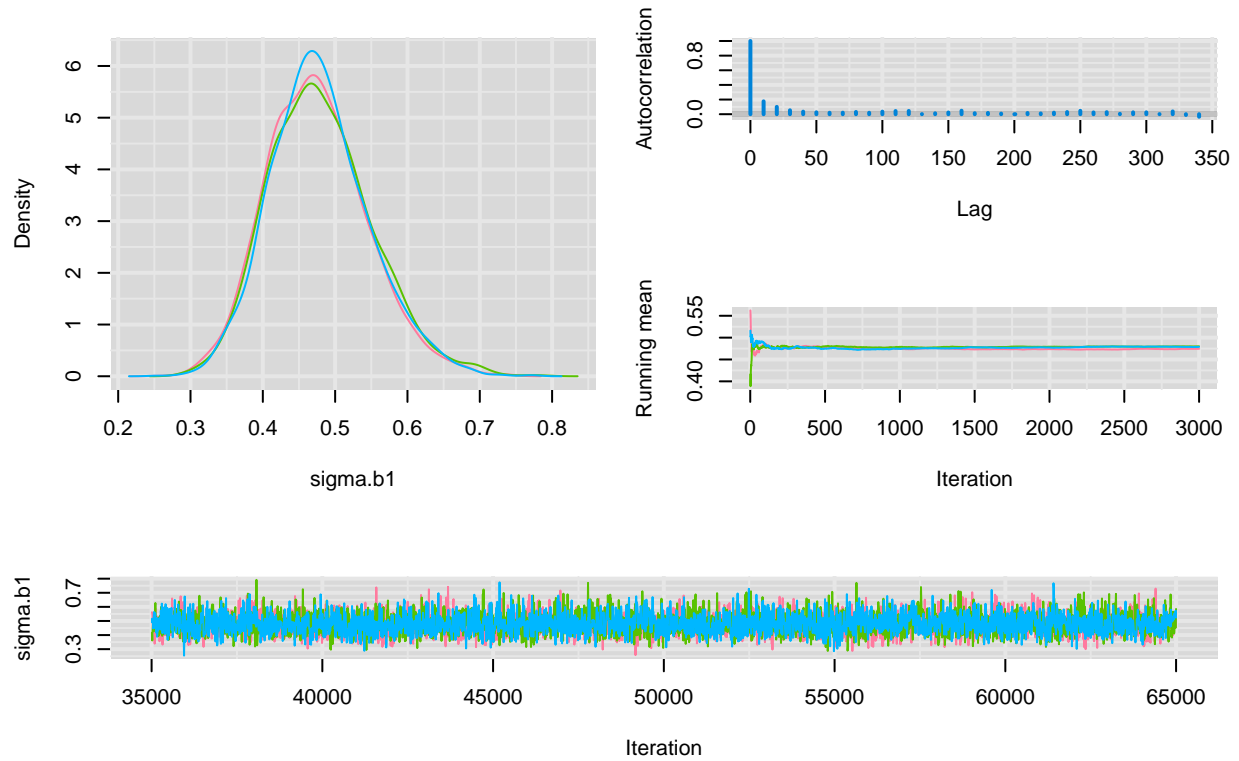 Density
0 1 2 3 4 5 6
0.2 0.3 0.4 0.5 0.6 0.7 0.8
sigma.b1
Autocorrelation
0.0 0.8
0 50 100 150 200 250 300 350
Lag
Running mean
0.40 0.55
0 500 1000 1500 2000 2500 3000
Iteration
sigma.b1
0.3 0.7
35000 40000 45000 50000 55000 60000 65000
Iteration